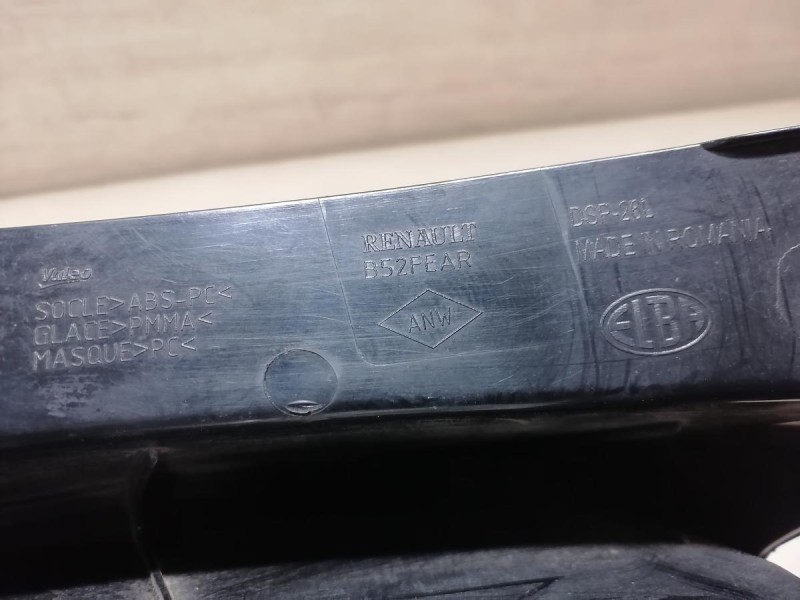 Valeo
SOCLE>ABS-PC<
GLACE>PMMA<
MASQUE>PC<
RENAULT
B52FEAR
ANW
MADE IN ROMANIA
ELBA